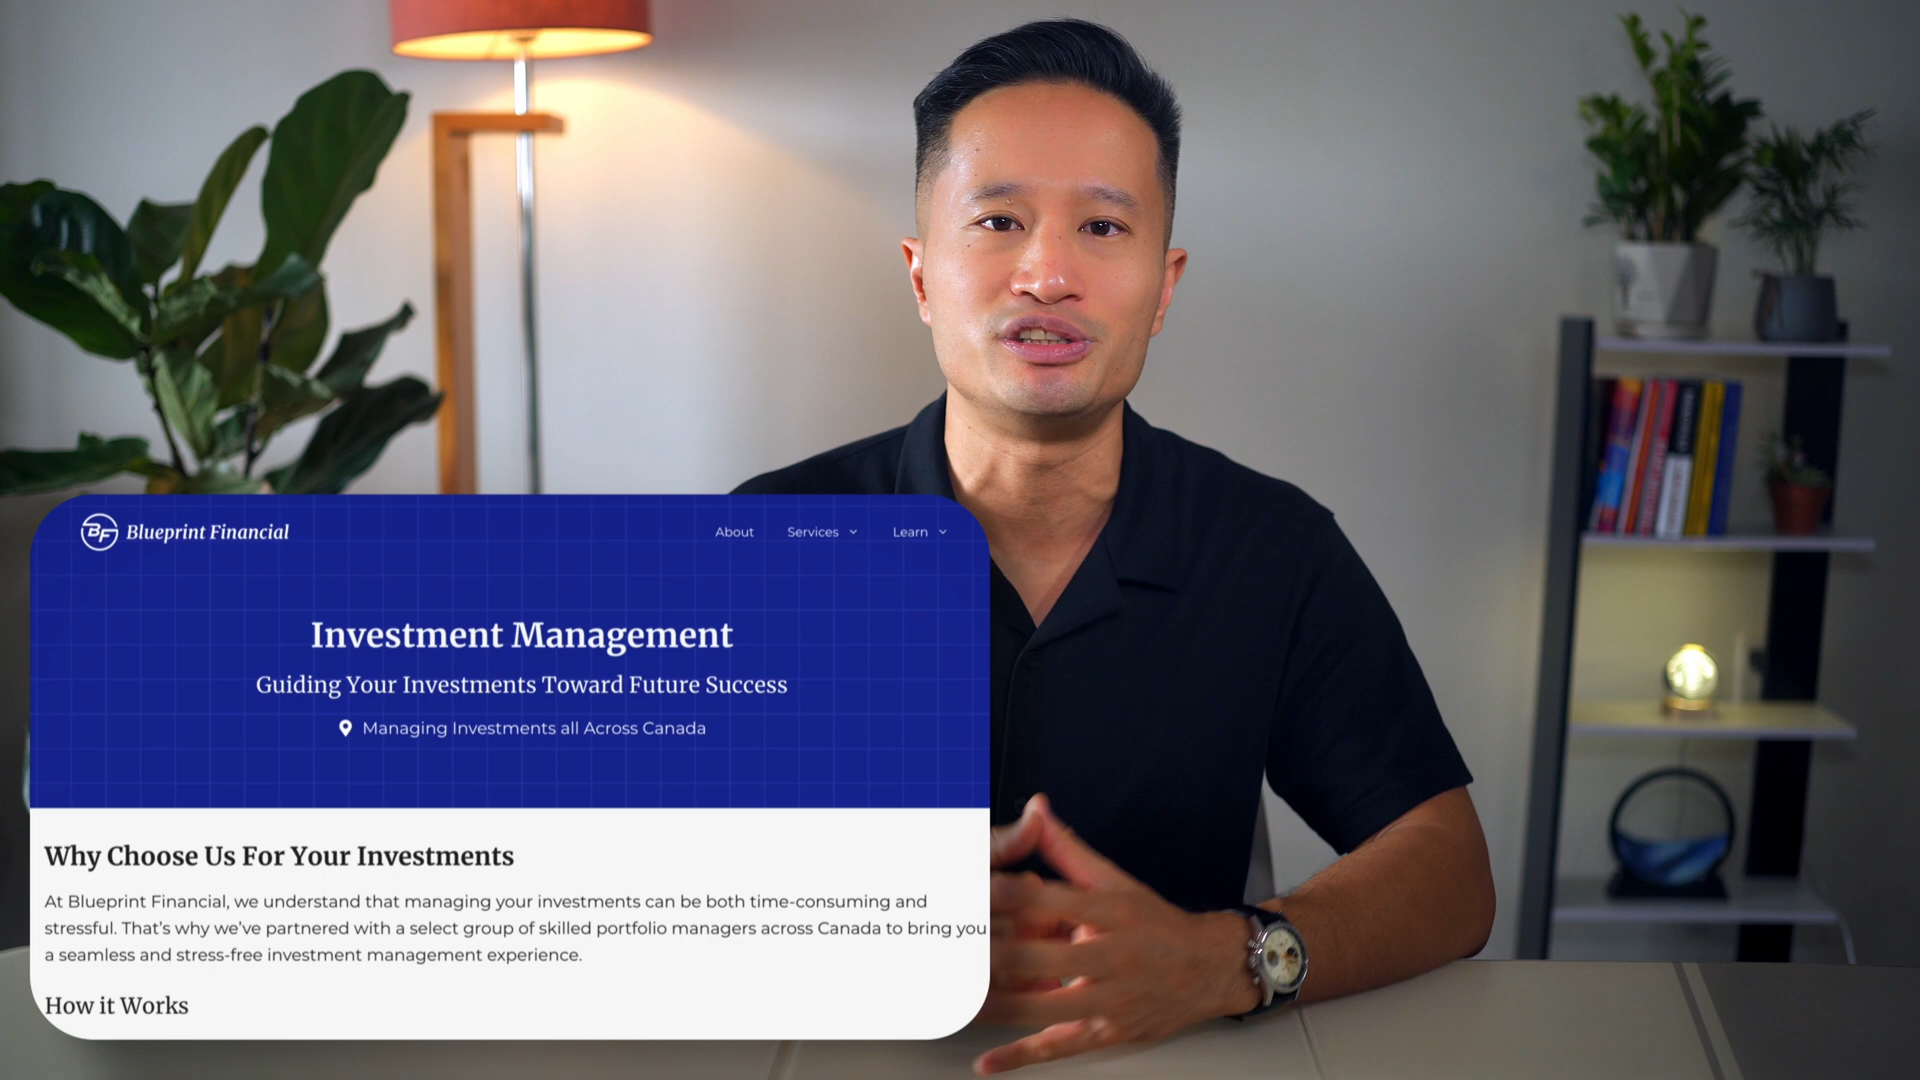 BF Blueprint Financial
About Services Learn
Investment Management
Guiding Your Investments Toward Future Success
Managing Investments all Across Canada
Why Choose Us For Your Investments
At Blueprint Financial, we understand that managing your investments can be both time-consuming and
stressful. That's why we've partnered with a select group of skilled portfolio managers across Canada to bring you
a seamless and stress-free investment management experience.
How it Works